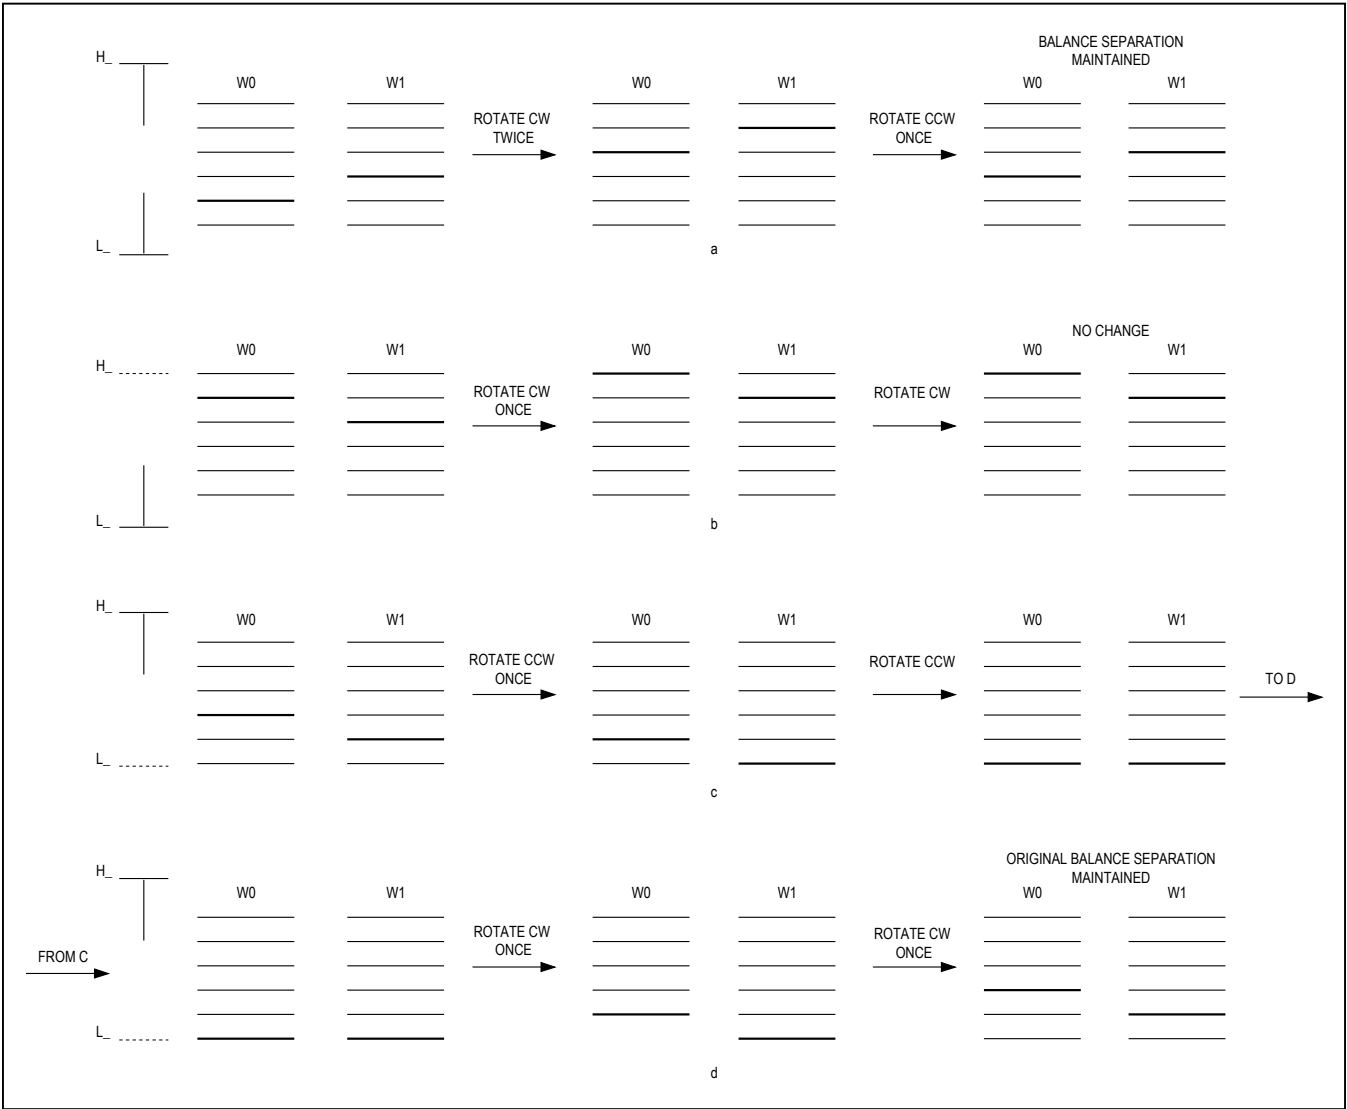 BALANCE SEPARATION
MAINTAINED
H_
W0 W1 W0 W1 W0 W1
ROTATE CW
TWICE
ROTATE CCW
ONCE
L_
a
NO CHANGE
W0 W1 W0 W1 W0 W1
H_
ROTATE CW
ONCE
ROTATE CW
L_
b
H_
W0 W1 W0 W1 W0 W1
ROTATE CCW
ONCE
ROTATE CCW
TO D
L_
c
ORIGINAL BALANCE SEPARATION
MAINTAINED
H_
W0 W1 W0 W1 W0 W1
ROTATE CW
ONCE
ROTATE CW
ONCE
FROM C
L_
d